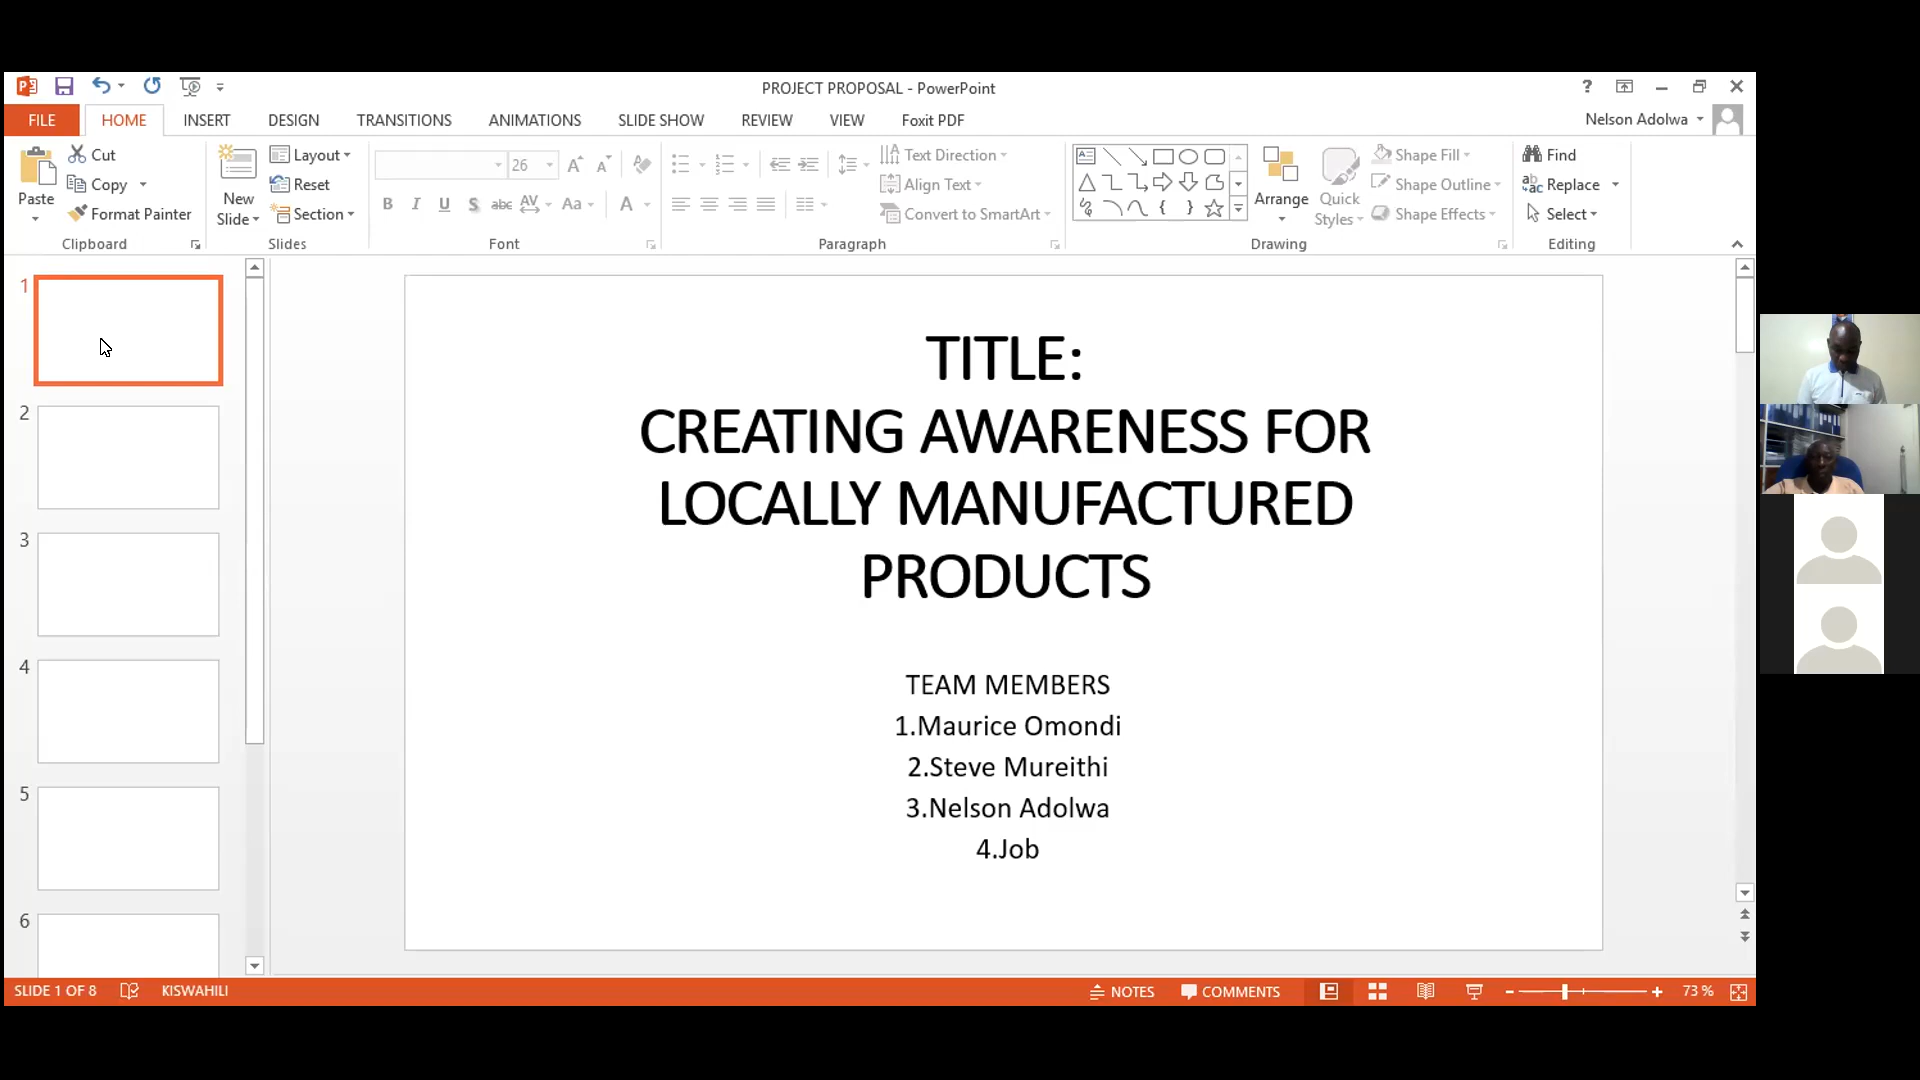 PROJECT PROPOSAL - PowerPoint
?
FILE HOME INSERT DESIGN TRANSITIONS ANIMATIONS SLIDE SHOW REVIEW VIEW Foxit PDF
Nelson Adolwa
Paste
Cut
Copy
Format Painter
Clipboard
New
Slide
Layout
Reset
Section
Slides
26
B I U S abc AV Aa A
Font
Text Direction
Align Text
Convert to SmartArt
Paragraph
Arrange
Quick
Styles
Shape Fill
Shape Outline
Shape Effects
Drawing
Find
Replace
Select
Editing
1
2
3
4
5
6
TITLE:
CREATING AWARENESS FOR
LOCALLY MANUFACTURED
PRODUCTS
TEAM MEMBERS
1.Maurice Omondi
2.Steve Mureithi
3.Nelson Adolwa
4.Job
SLIDE 1 OF 8 KISWAHILI NOTES COMMENTS 73 %